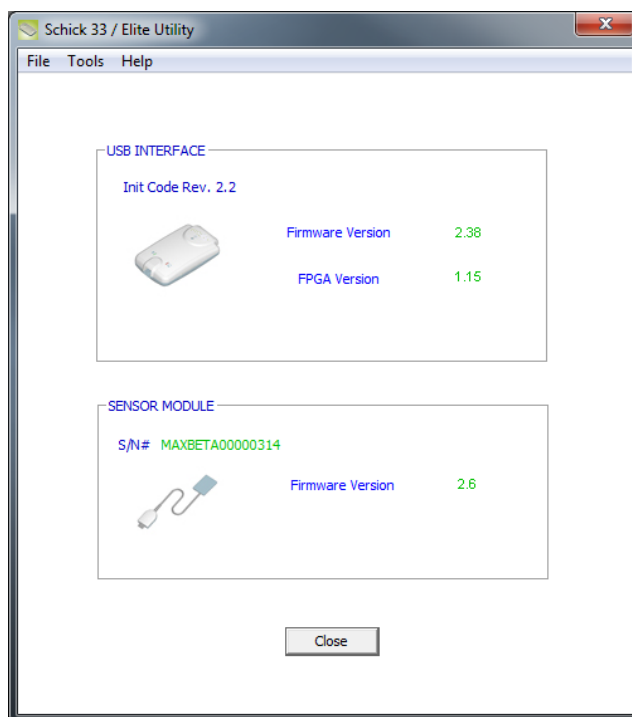 Schick 33 / Elite Utility
File Tools Help
USB INTERFACE
Init Code Rev. 2.2
Firmware Version 2.38
FPGA Version 1.15
SENSOR MODULE
S/N# MAXBETA00000314
Firmware Version 2.6
Close